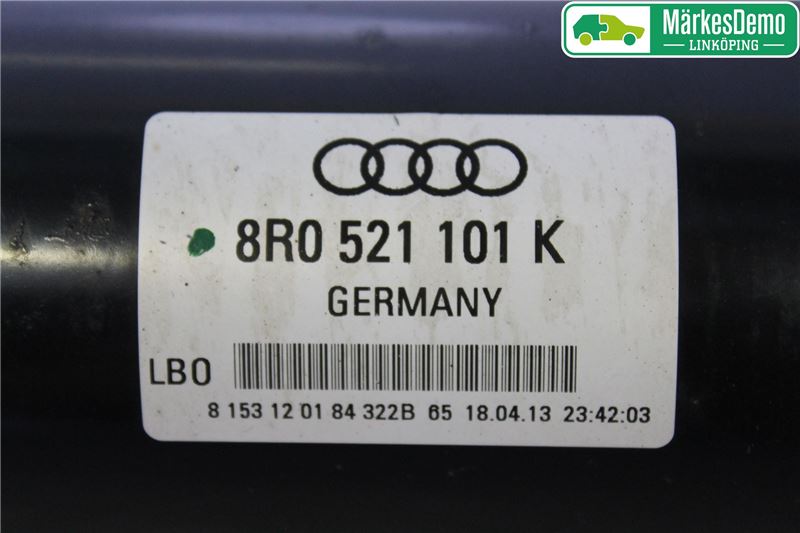 MärkesDemo
LINKÖPING
8R0 521 101 K
GERMANY
LB0
8 153 12 01 84 322B 65 18.04.13 23:42:03